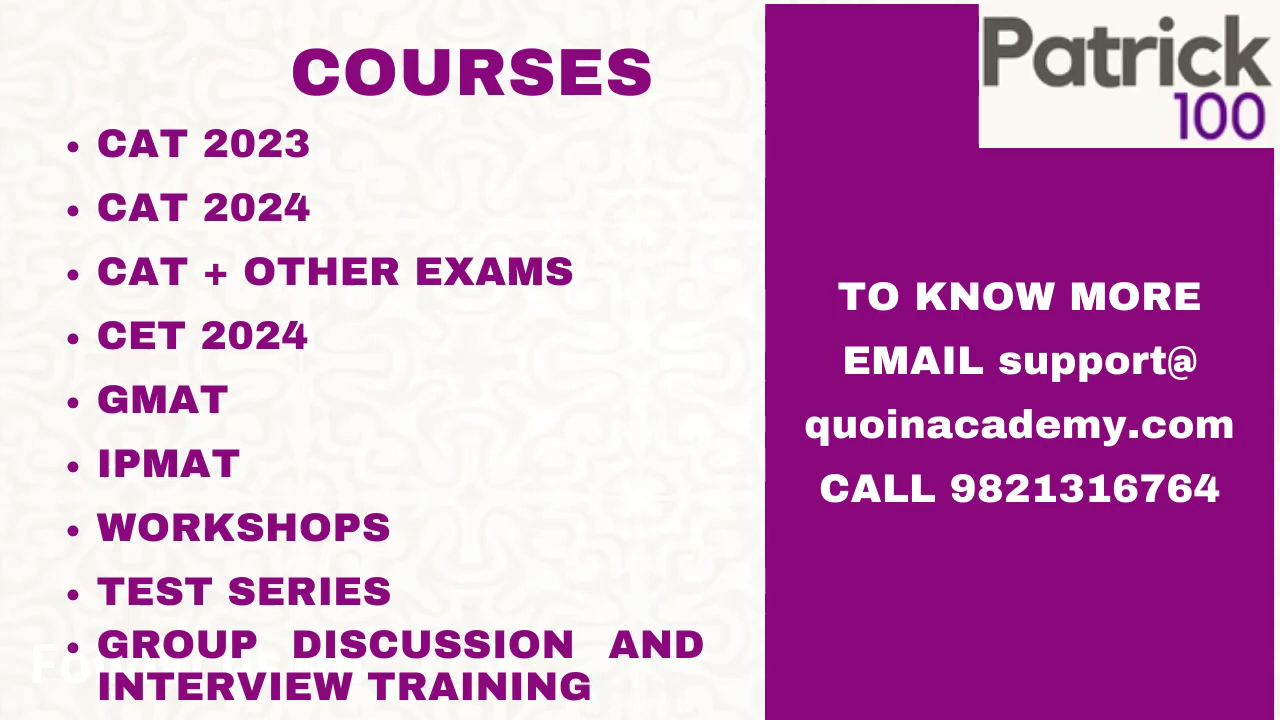 COURSES
• CAT 2023
• CAT 2024
• CAT + OTHER EXAMS
• CET 2024
• GMAT
• IPMAT
• WORKSHOPS
• TEST SERIES
• GROUP DISCUSSION AND
INTERVIEW TRAINING
Patrick
100
TO KNOW MORE
EMAIL support@
quoinacademy.com
CALL 9821316764